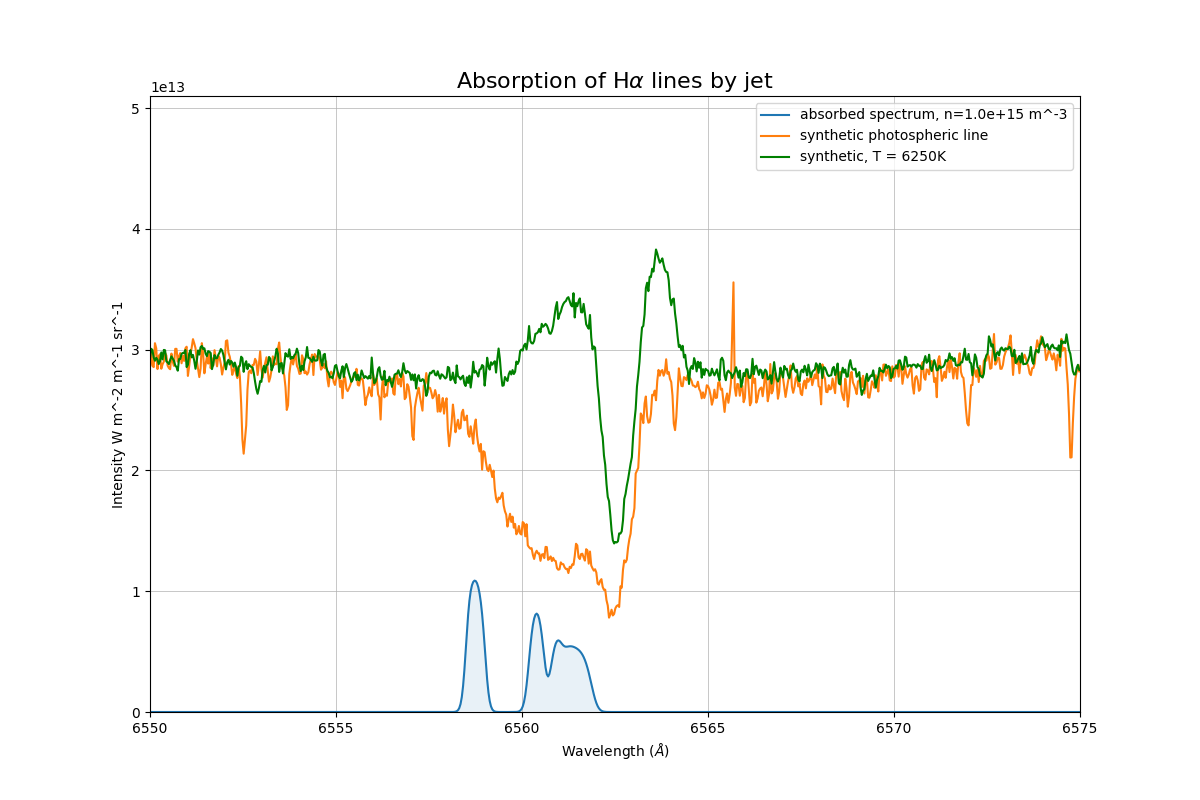 Absorption of Hα lines by jet
1e13
absorbed spectrum, n=1.0e+15 m^-3
synthetic photospheric line
synthetic, T = 6250K
5
4
3
2
1
0
Intensity W m^-2 m^-1 sr^-1
6550 6555 6560 6565 6570 6575
Wavelength (Å)